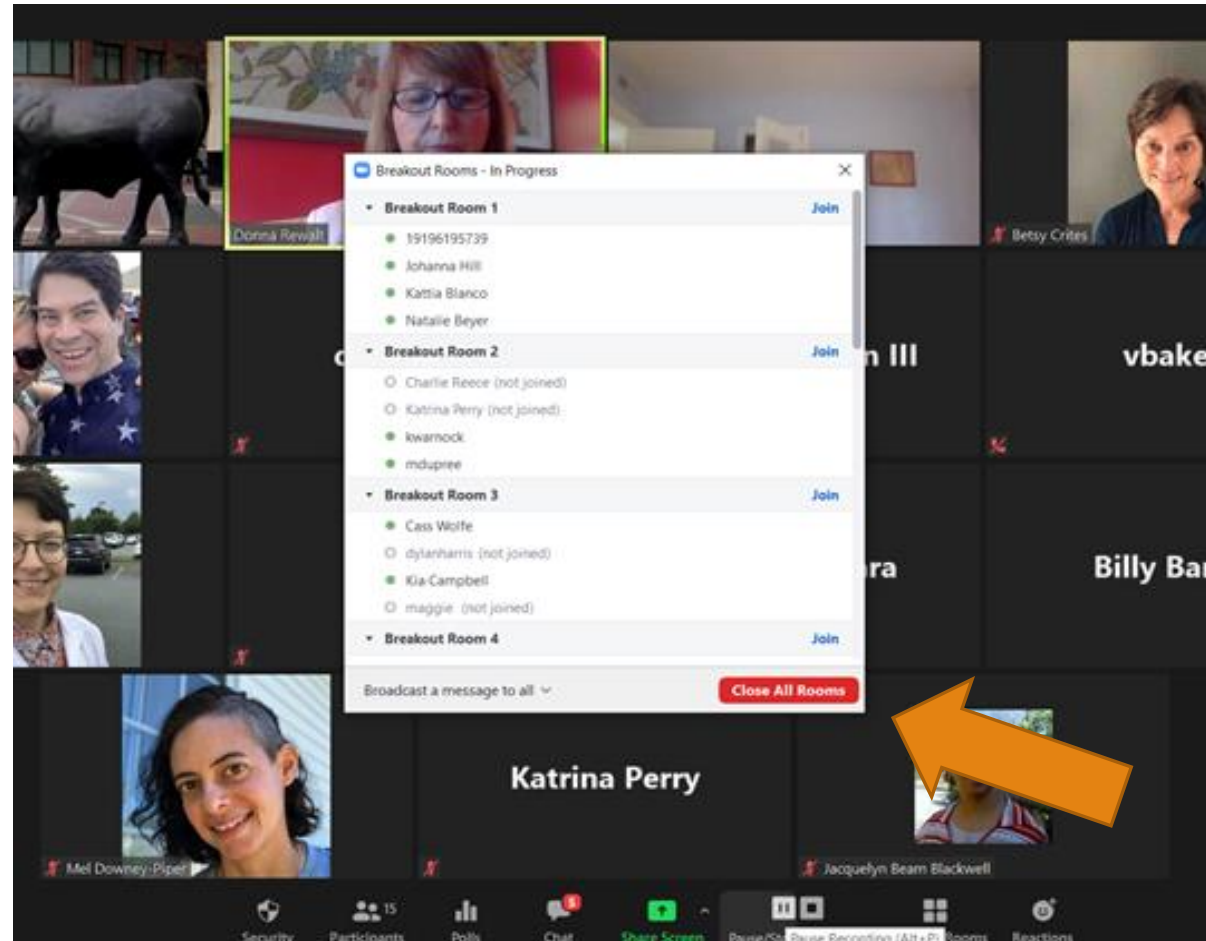 Donna Rewalt
Betsy Crites
Breakout Rooms - In Progress
Breakout Room 1 Join
19196195739
Johanna Hill
Kattia Blanco
Natalie Beyer
Breakout Room 2 Join
Charlie Reece (not joined)
Katrina Perry (not joined)
kwarnock
mdupree
Breakout Room 3 Join
Cass Wolfe
dylanharris (not joined)
Kia Campbell
maggie (not joined)
Breakout Room 4 Join
Broadcast a message to all
Close All Rooms
III
vbake
ra
Billy Bar
Mel Downey-Piper
Katrina Perry
Jacquelyn Beam Blackwell
15
5
Security Participants Polls Chat Share Screen Pause/Sto Pause Recording (Alt+P) Rooms Reactions